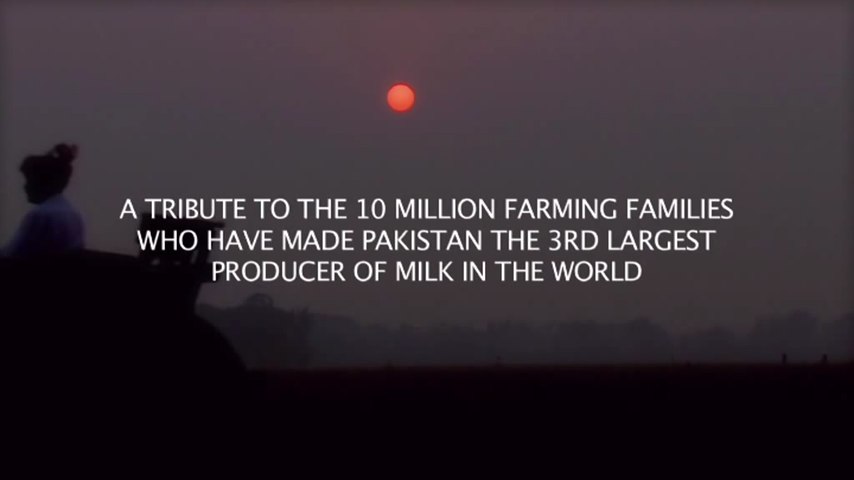 A TRIBUTE TO THE 10 MILLION FARMING FAMILIES
WHO HAVE MADE PAKISTAN THE 3RD LARGEST
PRODUCER OF MILK IN THE WORLD